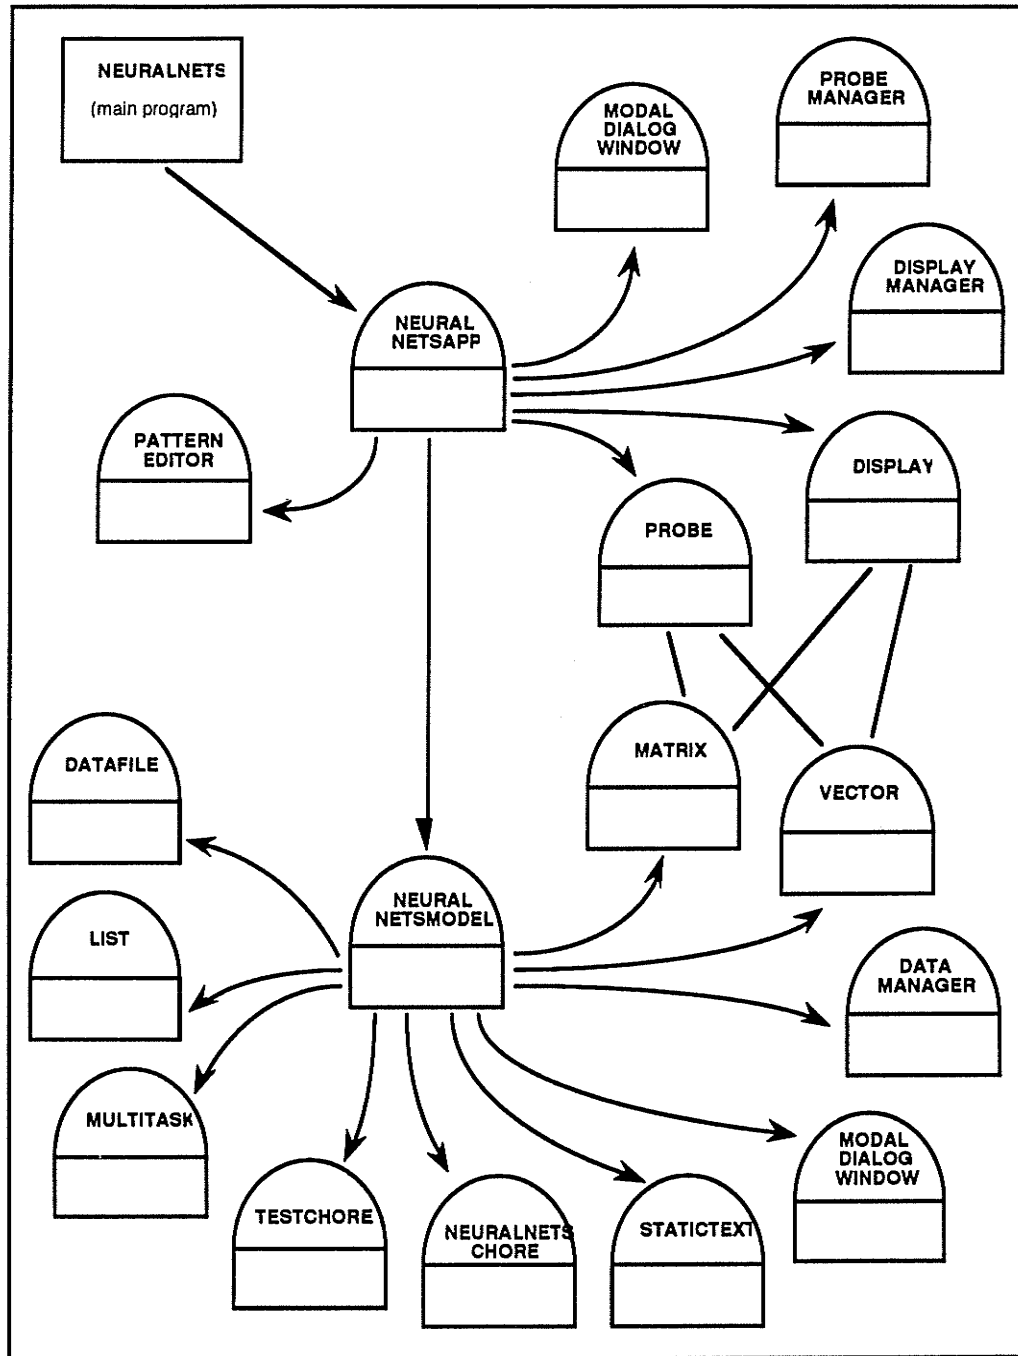 NEURALNETS
(main program)
MODAL
DIALOG
WINDOW
PROBE
MANAGER
DISPLAY
MANAGER
NEURAL
NETSAPP
PATTERN
EDITOR
DISPLAY
PROBE
MATRIX
VECTOR
DATAFILE
NEURAL
NETSMODEL
LIST
DATA
MANAGER
MULTITASK
MODAL
DIALOG
WINDOW
TESTCHORE
NEURALNETS
CHORE
STATICTEXT